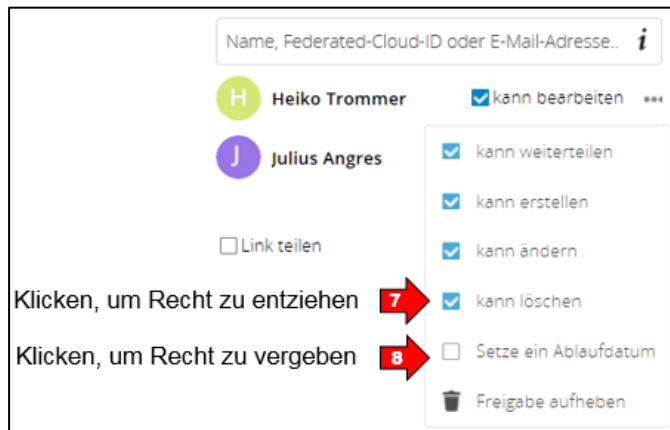 Name, Federated-Cloud-ID oder E-Mail-Adresse.. i
H Heiko Trommer kann bearbeiten
J Julius Angres
kann weiterteilen
kann erstellen
Link teilen
kann ändern
Klicken, um Recht zu entziehen 7 kann löschen
Klicken, um Recht zu vergeben 8 Setze ein Ablaufdatum
Freigabe aufheben